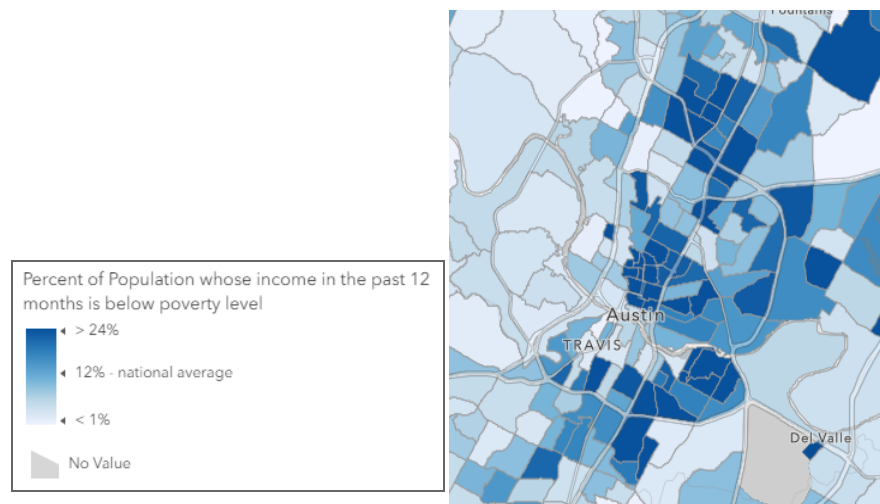 Fountains
Percent of Population whose income in the past 12
months is below poverty level
> 24%
12% - national average
< 1%
No Value
Austin
TRAVIS
Del Valle